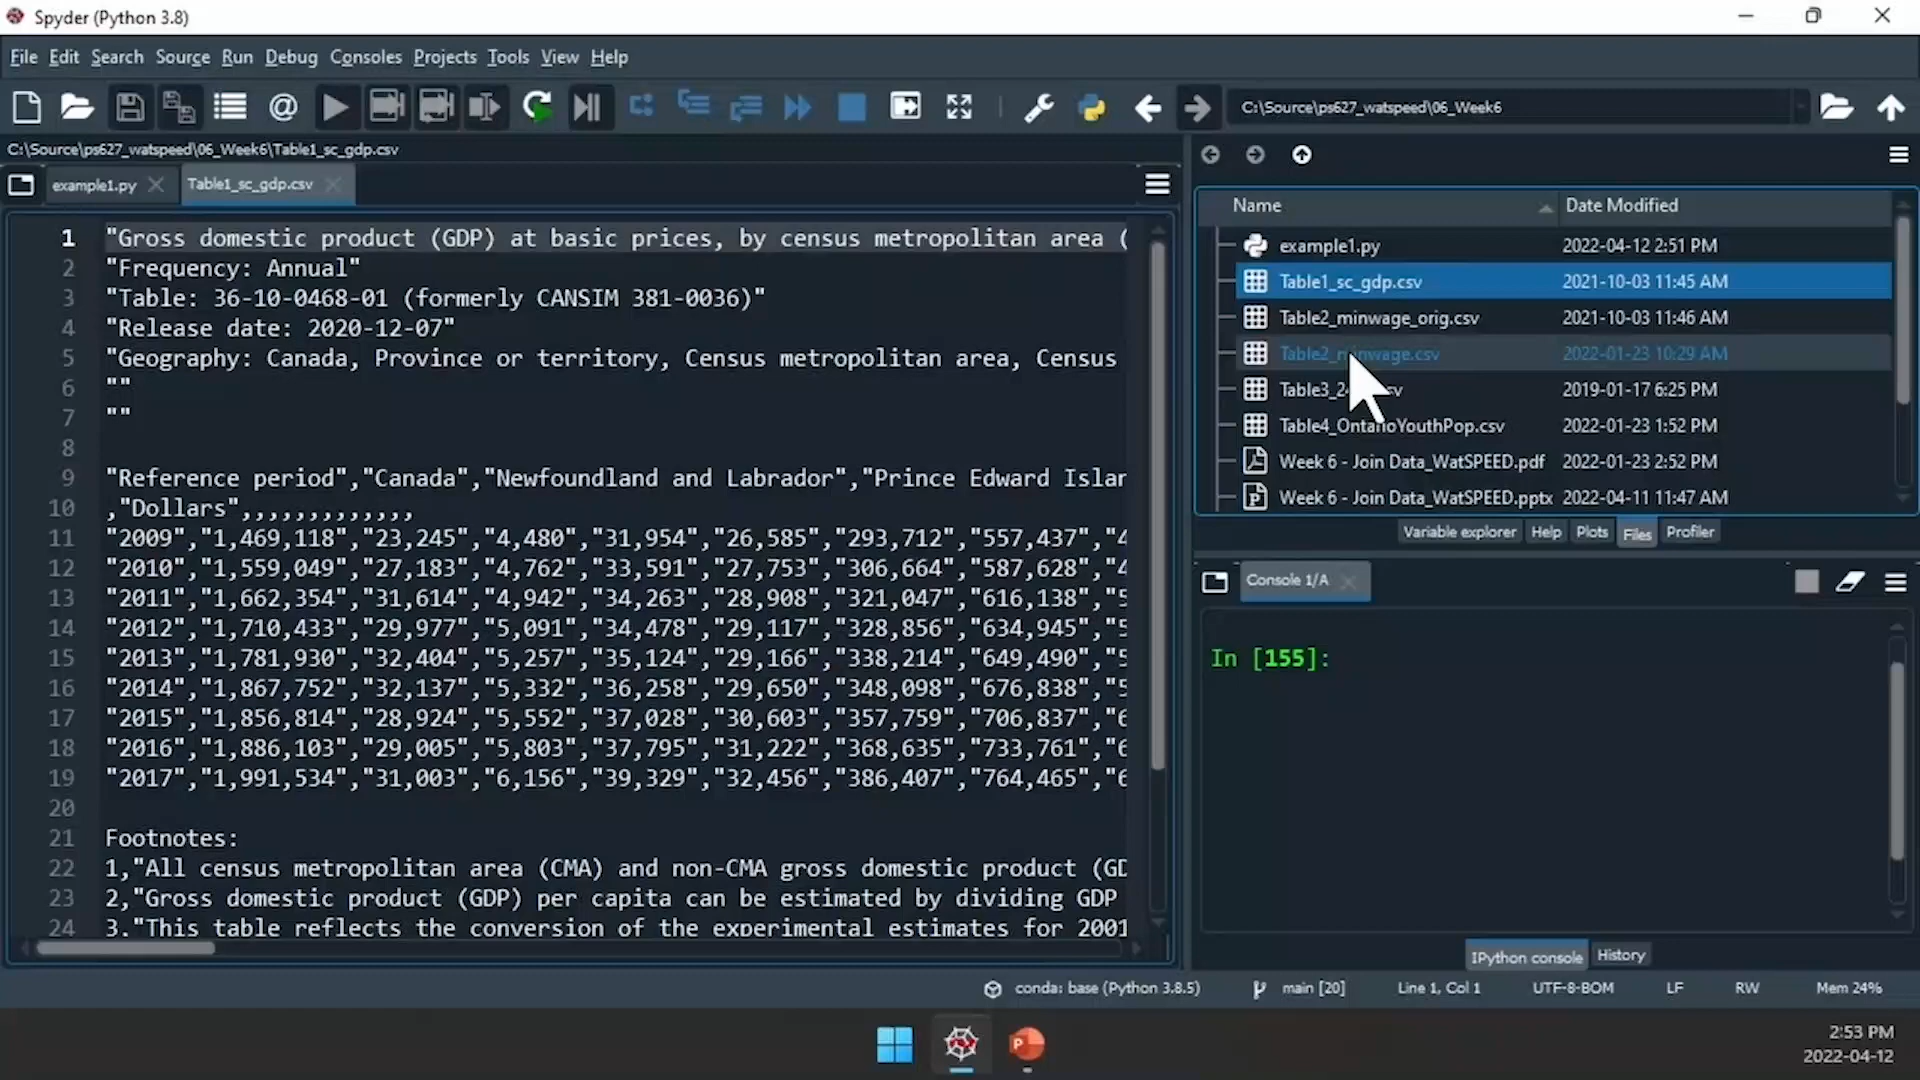 Spyder (Python 3.8)
File Edit Search Source Run Debug Consoles Projects Tools View Help
C:\Source\ps627_watspeed\06_Week6
C:\Source\ps627_watspeed\06_Week6\Table1_sc_gdp.csv
example1.py Table1_sc_gdp.csv
1 "Gross domestic product (GDP) at basic prices, by census metropolitan area (
2 "Frequency: Annual"
3 "Table: 36-10-0468-01 (formerly CANSIM 381-0036)"
4 "Release date: 2020-12-07"
5 "Geography: Canada, Province or territory, Census metropolitan area, Census
6 ""
7 ""
8
9 "Reference period","Canada","Newfoundland and Labrador","Prince Edward Islan
10 ,"Dollars",,,,,,,,,,,,,
11 "2009","1,469,118","23,245","4,480","31,954","26,585","293,712","557,437","4
12 "2010","1,559,049","27,183","4,762","33,591","27,753","306,664","587,628","4
13 "2011","1,662,354","31,614","4,942","34,263","28,908","321,047","616,138","5
14 "2012","1,710,433","29,977","5,091","34,478","29,117","328,856","634,945","5
15 "2013","1,781,930","32,404","5,257","35,124","29,166","338,214","649,490","5
16 "2014","1,867,752","32,137","5,332","36,258","29,650","348,098","676,838","5
17 "2015","1,856,814","28,924","5,552","37,028","30,603","357,759","706,837","6
18 "2016","1,886,103","29,005","5,803","37,795","31,222","368,635","733,761","6
19 "2017","1,991,534","31,003","6,156","39,329","32,456","386,407","764,465","6
20
21 Footnotes:
22 1,"All census metropolitan area (CMA) and non-CMA gross domestic product (GD
23 2,"Gross domestic product (GDP) per capita can be estimated by dividing GDP
24 3,"This table reflects the conversion of the experimental estimates for 2001
Name Date Modified
example1.py 2022-04-12 2:51 PM
Table1_sc_gdp.csv 2021-10-03 11:45 AM
Table2_minwage_orig.csv 2021-10-03 11:46 AM
Table2_minwage.csv 2022-01-23 10:29 AM
2019-01-17 6:25 PM
Table4_OntarioYouthPop.csv 2022-01-23 1:52 PM
Week 6 - Join Data_WatSPEED.pdf 2022-01-23 2:52 PM
Week 6 - Join Data_WatSPEED.pptx 2022-04-11 11:47 AM
Variable explorer Help Plots Files Profiler
Console 1/A
In [155]:
IPython console History
conda: base (Python 3.8.5) main [20] Line 1, Col 1 UTF-8-BOM LF RW Mem 24%
2:53 PM
2022-04-12